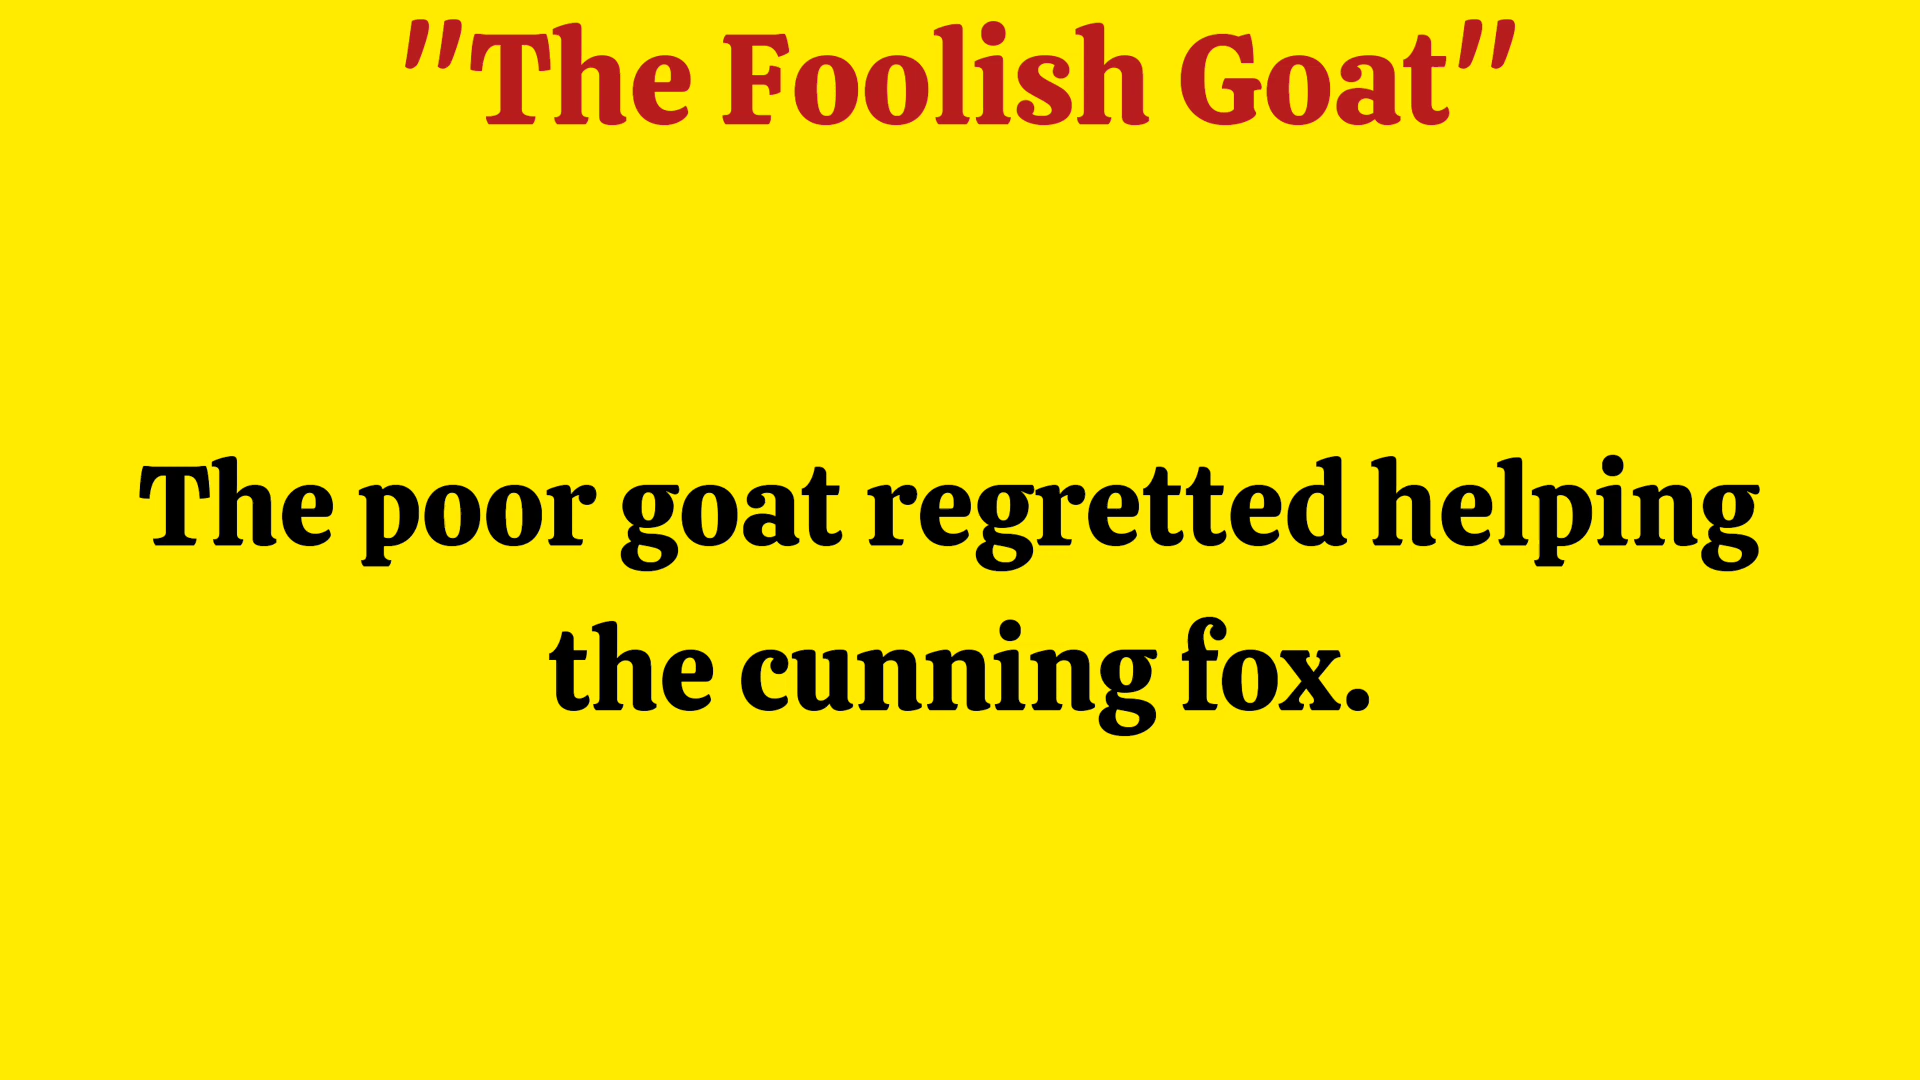 "The Foolish Goat"
The poor goat regretted helping
the cunning fox.